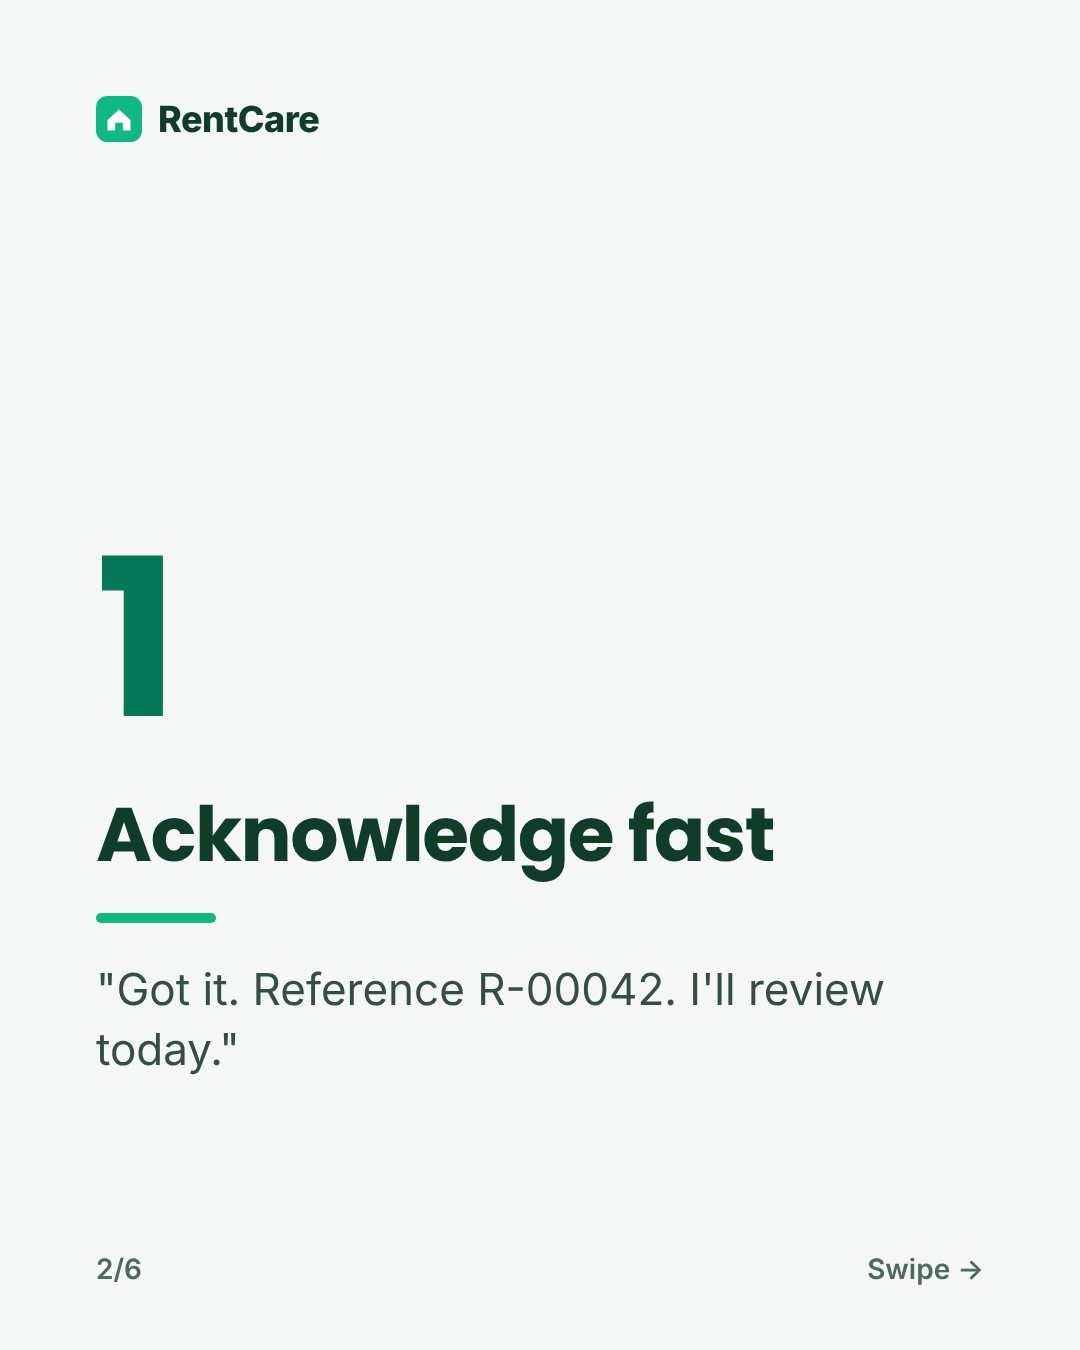 RentCare
1
Acknowledge fast
"Got it. Reference R-00042. I'll review
today."
2/6
Swipe →